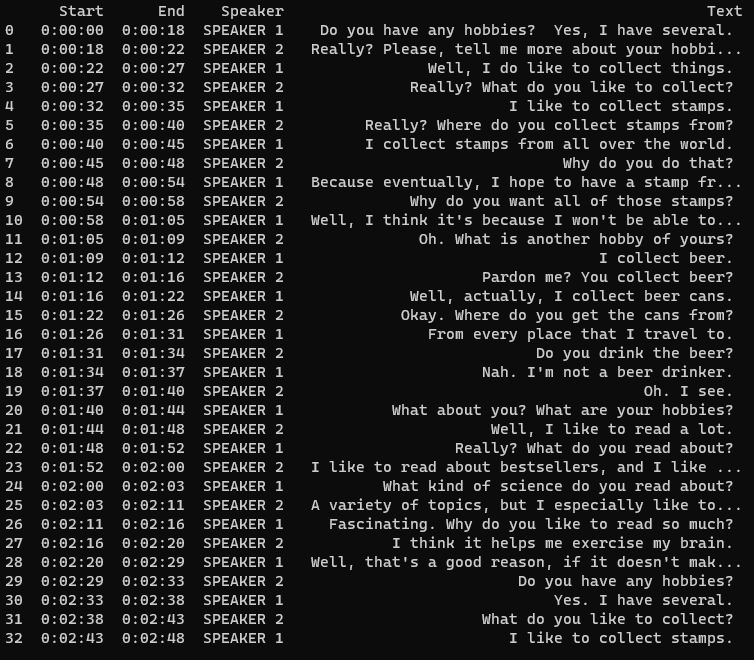 Start End Speaker Text
0 0:00:00 0:00:18 SPEAKER 1 Do you have any hobbies?  Yes, I have several.
1 0:00:18 0:00:22 SPEAKER 2 Really? Please, tell me more about your hobbi...
2 0:00:22 0:00:27 SPEAKER 1 Well, I do like to collect things.
3 0:00:27 0:00:32 SPEAKER 2 Really? What do you like to collect?
4 0:00:32 0:00:35 SPEAKER 1 I like to collect stamps.
5 0:00:35 0:00:40 SPEAKER 2 Really? Where do you collect stamps from?
6 0:00:40 0:00:45 SPEAKER 1 I collect stamps from all over the world.
7 0:00:45 0:00:48 SPEAKER 2 Why do you do that?
8 0:00:48 0:00:54 SPEAKER 1 Because eventually, I hope to have a stamp fr...
9 0:00:54 0:00:58 SPEAKER 2 Why do you want all of those stamps?
10 0:00:58 0:01:05 SPEAKER 1 Well, I think it's because I won't be able to...
11 0:01:05 0:01:09 SPEAKER 2 Oh. What is another hobby of yours?
12 0:01:09 0:01:12 SPEAKER 1 I collect beer.
13 0:01:12 0:01:16 SPEAKER 2 Pardon me? You collect beer?
14 0:01:16 0:01:22 SPEAKER 1 Well, actually, I collect beer cans.
15 0:01:22 0:01:26 SPEAKER 2 Okay. Where do you get the cans from?
16 0:01:26 0:01:31 SPEAKER 1 From every place that I travel to.
17 0:01:31 0:01:34 SPEAKER 2 Do you drink the beer?
18 0:01:34 0:01:37 SPEAKER 1 Nah. I'm not a beer drinker.
19 0:01:37 0:01:40 SPEAKER 2 Oh. I see.
20 0:01:40 0:01:44 SPEAKER 1 What about you? What are your hobbies?
21 0:01:44 0:01:48 SPEAKER 2 Well, I like to read a lot.
22 0:01:48 0:01:52 SPEAKER 1 Really? What do you read about?
23 0:01:52 0:02:00 SPEAKER 2 I like to read about bestsellers, and I like ...
24 0:02:00 0:02:03 SPEAKER 1 What kind of science do you read about?
25 0:02:03 0:02:11 SPEAKER 2 A variety of topics, but I especially like to...
26 0:02:11 0:02:16 SPEAKER 1 Fascinating. Why do you like to read so much?
27 0:02:16 0:02:20 SPEAKER 2 I think it helps me exercise my brain.
28 0:02:20 0:02:29 SPEAKER 1 Well, that's a good reason, if it doesn't mak...
29 0:02:29 0:02:33 SPEAKER 2 Do you have any hobbies?
30 0:02:33 0:02:38 SPEAKER 1 Yes. I have several.
31 0:02:38 0:02:43 SPEAKER 2 What do you like to collect?
32 0:02:43 0:02:48 SPEAKER 1 I like to collect stamps.